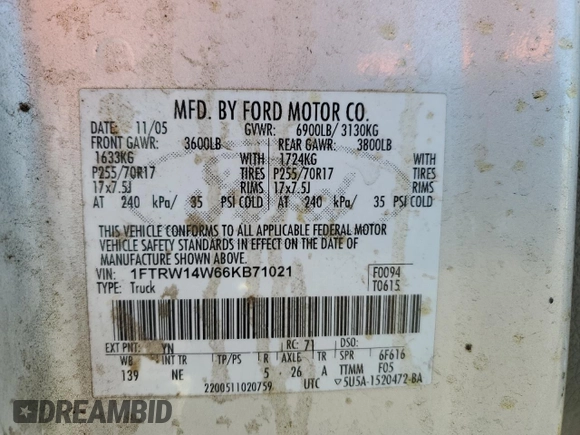 MFD. BY FORD MOTOR CO.
DATE: 11/05 GVWR: 6900LB/ 3130KG
FRONT GAWR: 3600LB REAR GAWR: 3800LB
1633KG WITH 1724KG WITH
P255/70R17 TIRES P255/70R17 TIRES
17x7.5J RIMS 17x7.5J RIMS
AT 240 kPa/ 35 PSI COLD AT 240 kPa/ 35 PSI COLD
THIS VEHICLE CONFORMS TO ALL APPLICABLE FEDERAL MOTOR
VEHICLE SAFETY STANDARDS IN EFFECT ON THE DATE OF
MANUFACTURE SHOWN ABOVE.
VIN: 1FTRW14W66KB71021 F0094
TYPE: Truck T0615
EXT PNT: YN RC: 71 DSO:
WB INT TR TP/PS R AXLE TR SPR 6F616
139 NE 5 26 A TTMM F05
2200511020759 UTC ▽5U5A-1520472-BA
DREAMBID